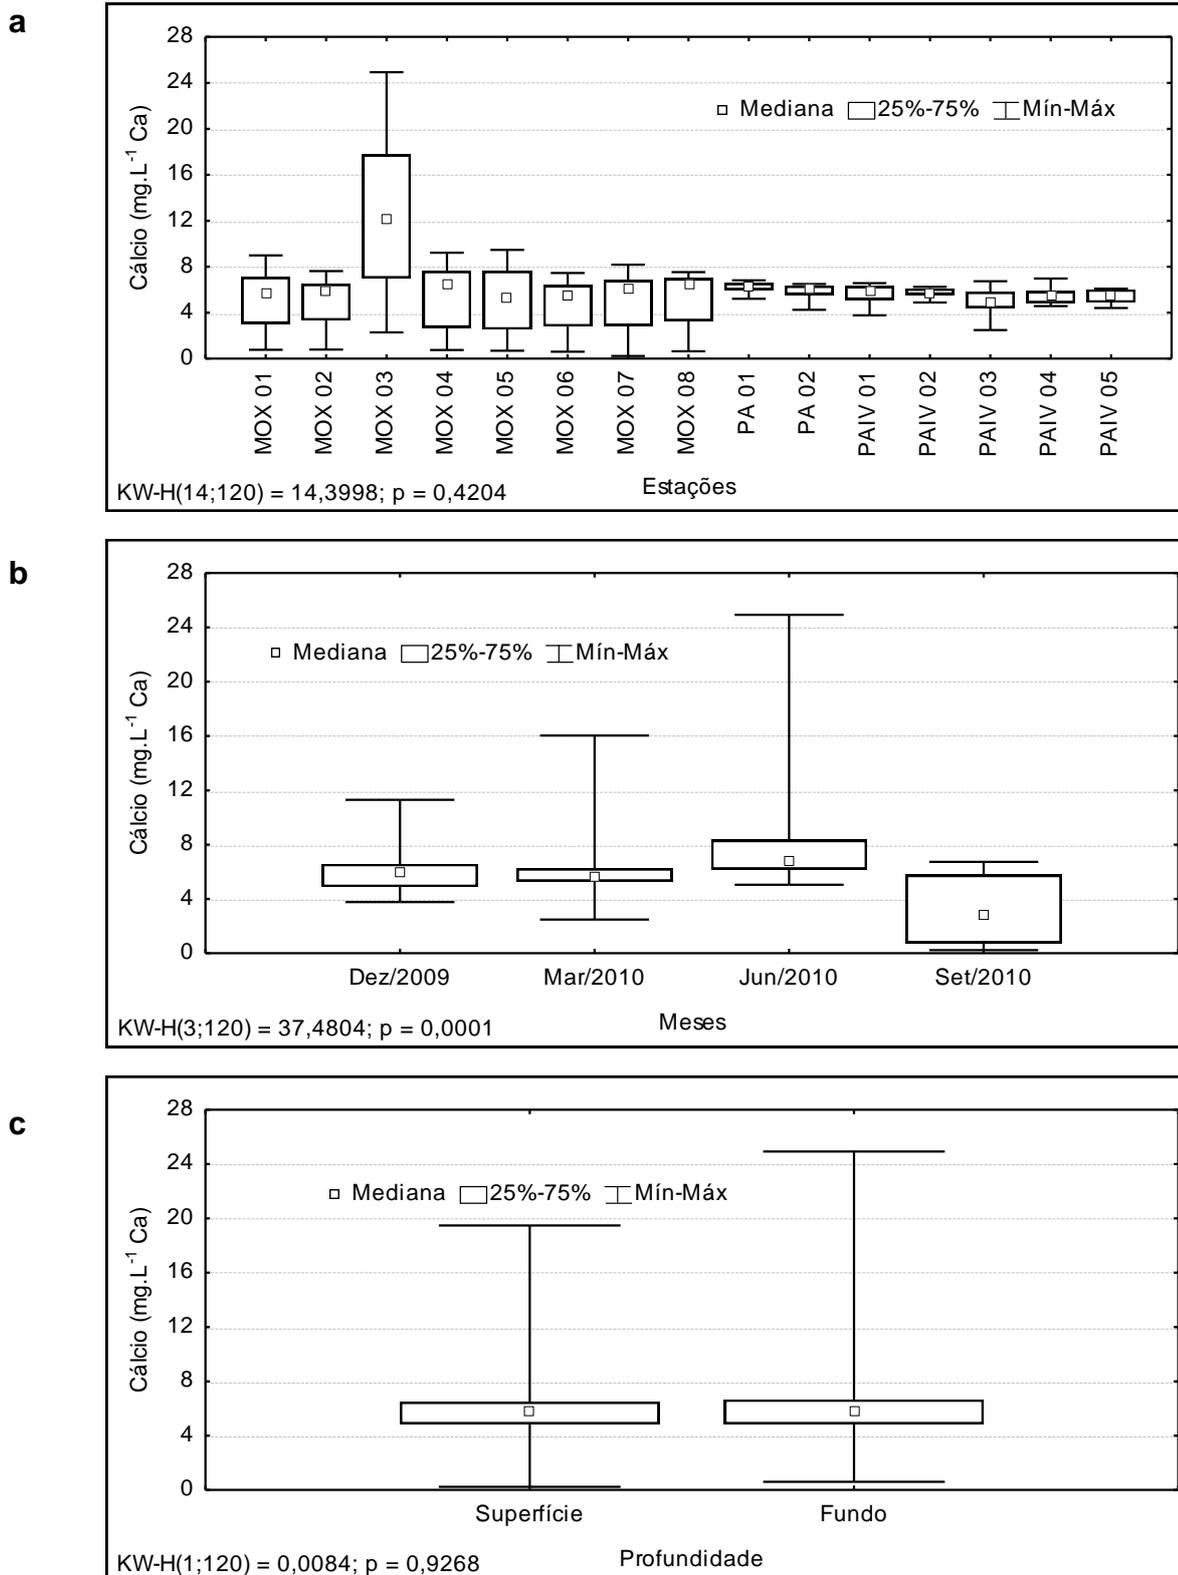 a
28
24
20
16
12
8
4
0
Cálcio (mg.L⁻¹ Ca)
Mediana 25%-75% Mín-Máx
MOX 01 MOX 02 MOX 03 MOX 04 MOX 05 MOX 06 MOX 07 MOX 08 PA 01 PA 02 PAIV 01 PAIV 02 PAIV 03 PAIV 04 PAIV 05
Estações
KW-H(14;120) = 14,3998; p = 0,4204
b
28
24
20
16
12
8
4
0
Cálcio (mg.L⁻¹ Ca)
Mediana 25%-75% Mín-Máx
Dez/2009 Mar/2010 Jun/2010 Set/2010
Meses
KW-H(3;120) = 37,4804; p = 0,0001
c
28
24
20
16
12
8
4
0
Cálcio (mg.L⁻¹ Ca)
Mediana 25%-75% Mín-Máx
Superfície Fundo
Profundidade
KW-H(1;120) = 0,0084; p = 0,9268